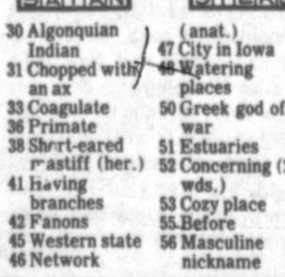 30 Algonquian
Indian
31 Chopped with
an ax
33 Coagulate
36 Primate
38 Short-eared
mastiff (her.)
41 Having
branches
42 Fanons
45 Western state
46 Network
(anat.)
47 City in Iowa
48 Watering
places
50 Greek god of
war
51 Estuaries
52 Concerning (2
wds.)
53 Cozy place
55 Before
56 Masculine
nickname